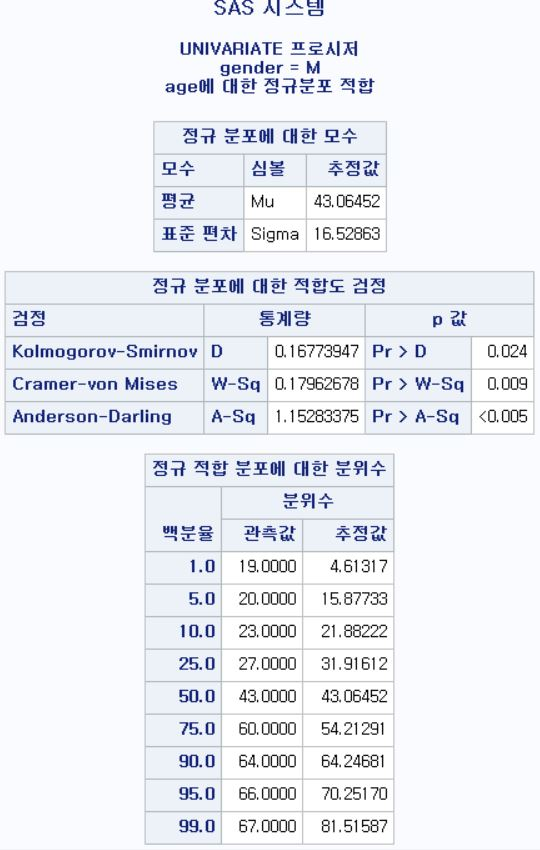 SAS 시스템
UNIVARIATE 프로시저
gender = M
age에 대한 정규분포 적합
정규 분포에 대한 모수
모수 심볼 추정값
평균 Mu 43.06452
표준 편차 Sigma 16.52863
정규 분포에 대한 적합도 검정
검정 통계량 p 값
Kolmogorov-Smirnov D 0.16773947 Pr > D 0.024
Cramer-von Mises W-Sq 0.17962678 Pr > W-Sq 0.009
Anderson-Darling A-Sq 1.15283375 Pr > A-Sq <0.005
정규 적합 분포에 대한 분위수
분위수
백분율 관측값 추정값
1.0 19.0000 4.61317
5.0 20.0000 15.87733
10.0 23.0000 21.88222
25.0 27.0000 31.91612
50.0 43.0000 43.06452
75.0 60.0000 54.21291
90.0 64.0000 64.24681
95.0 66.0000 70.25170
99.0 67.0000 81.51587